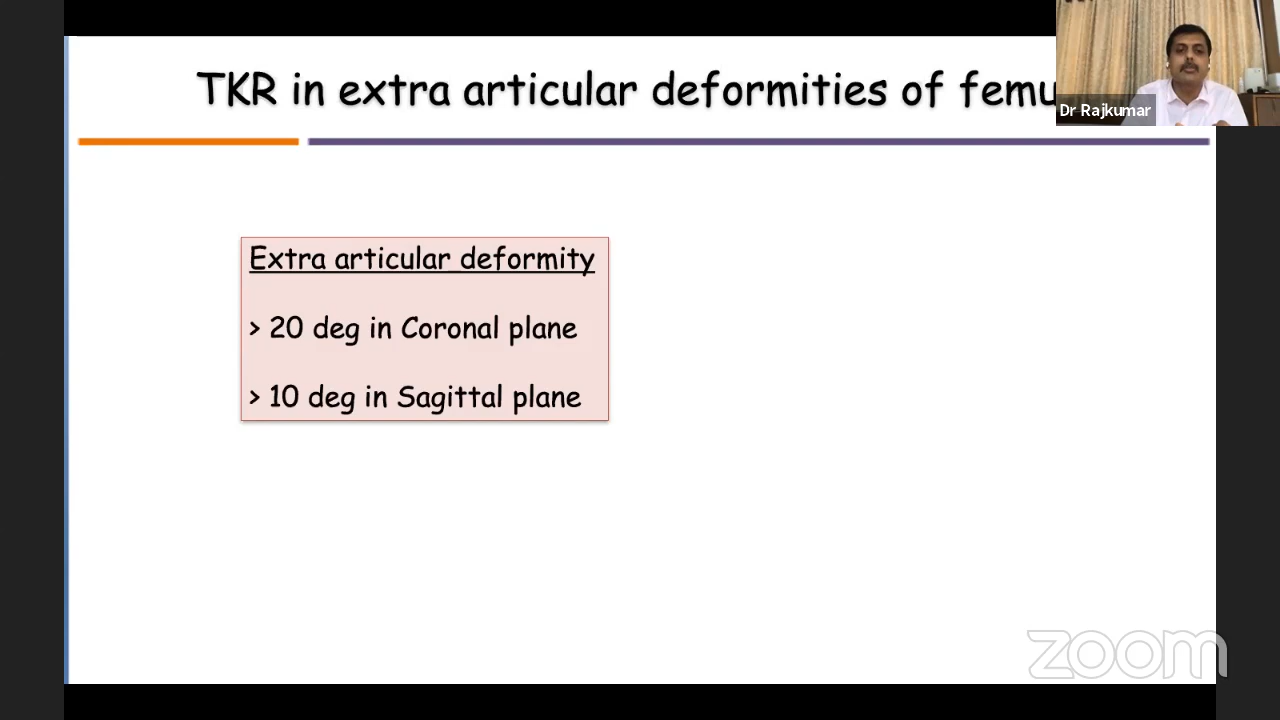 TKR in extra articular deformities of femu
Dr Rajkumar
Extra articular deformity
> 20 deg in Coronal plane
> 10 deg in Sagittal plane
zoom